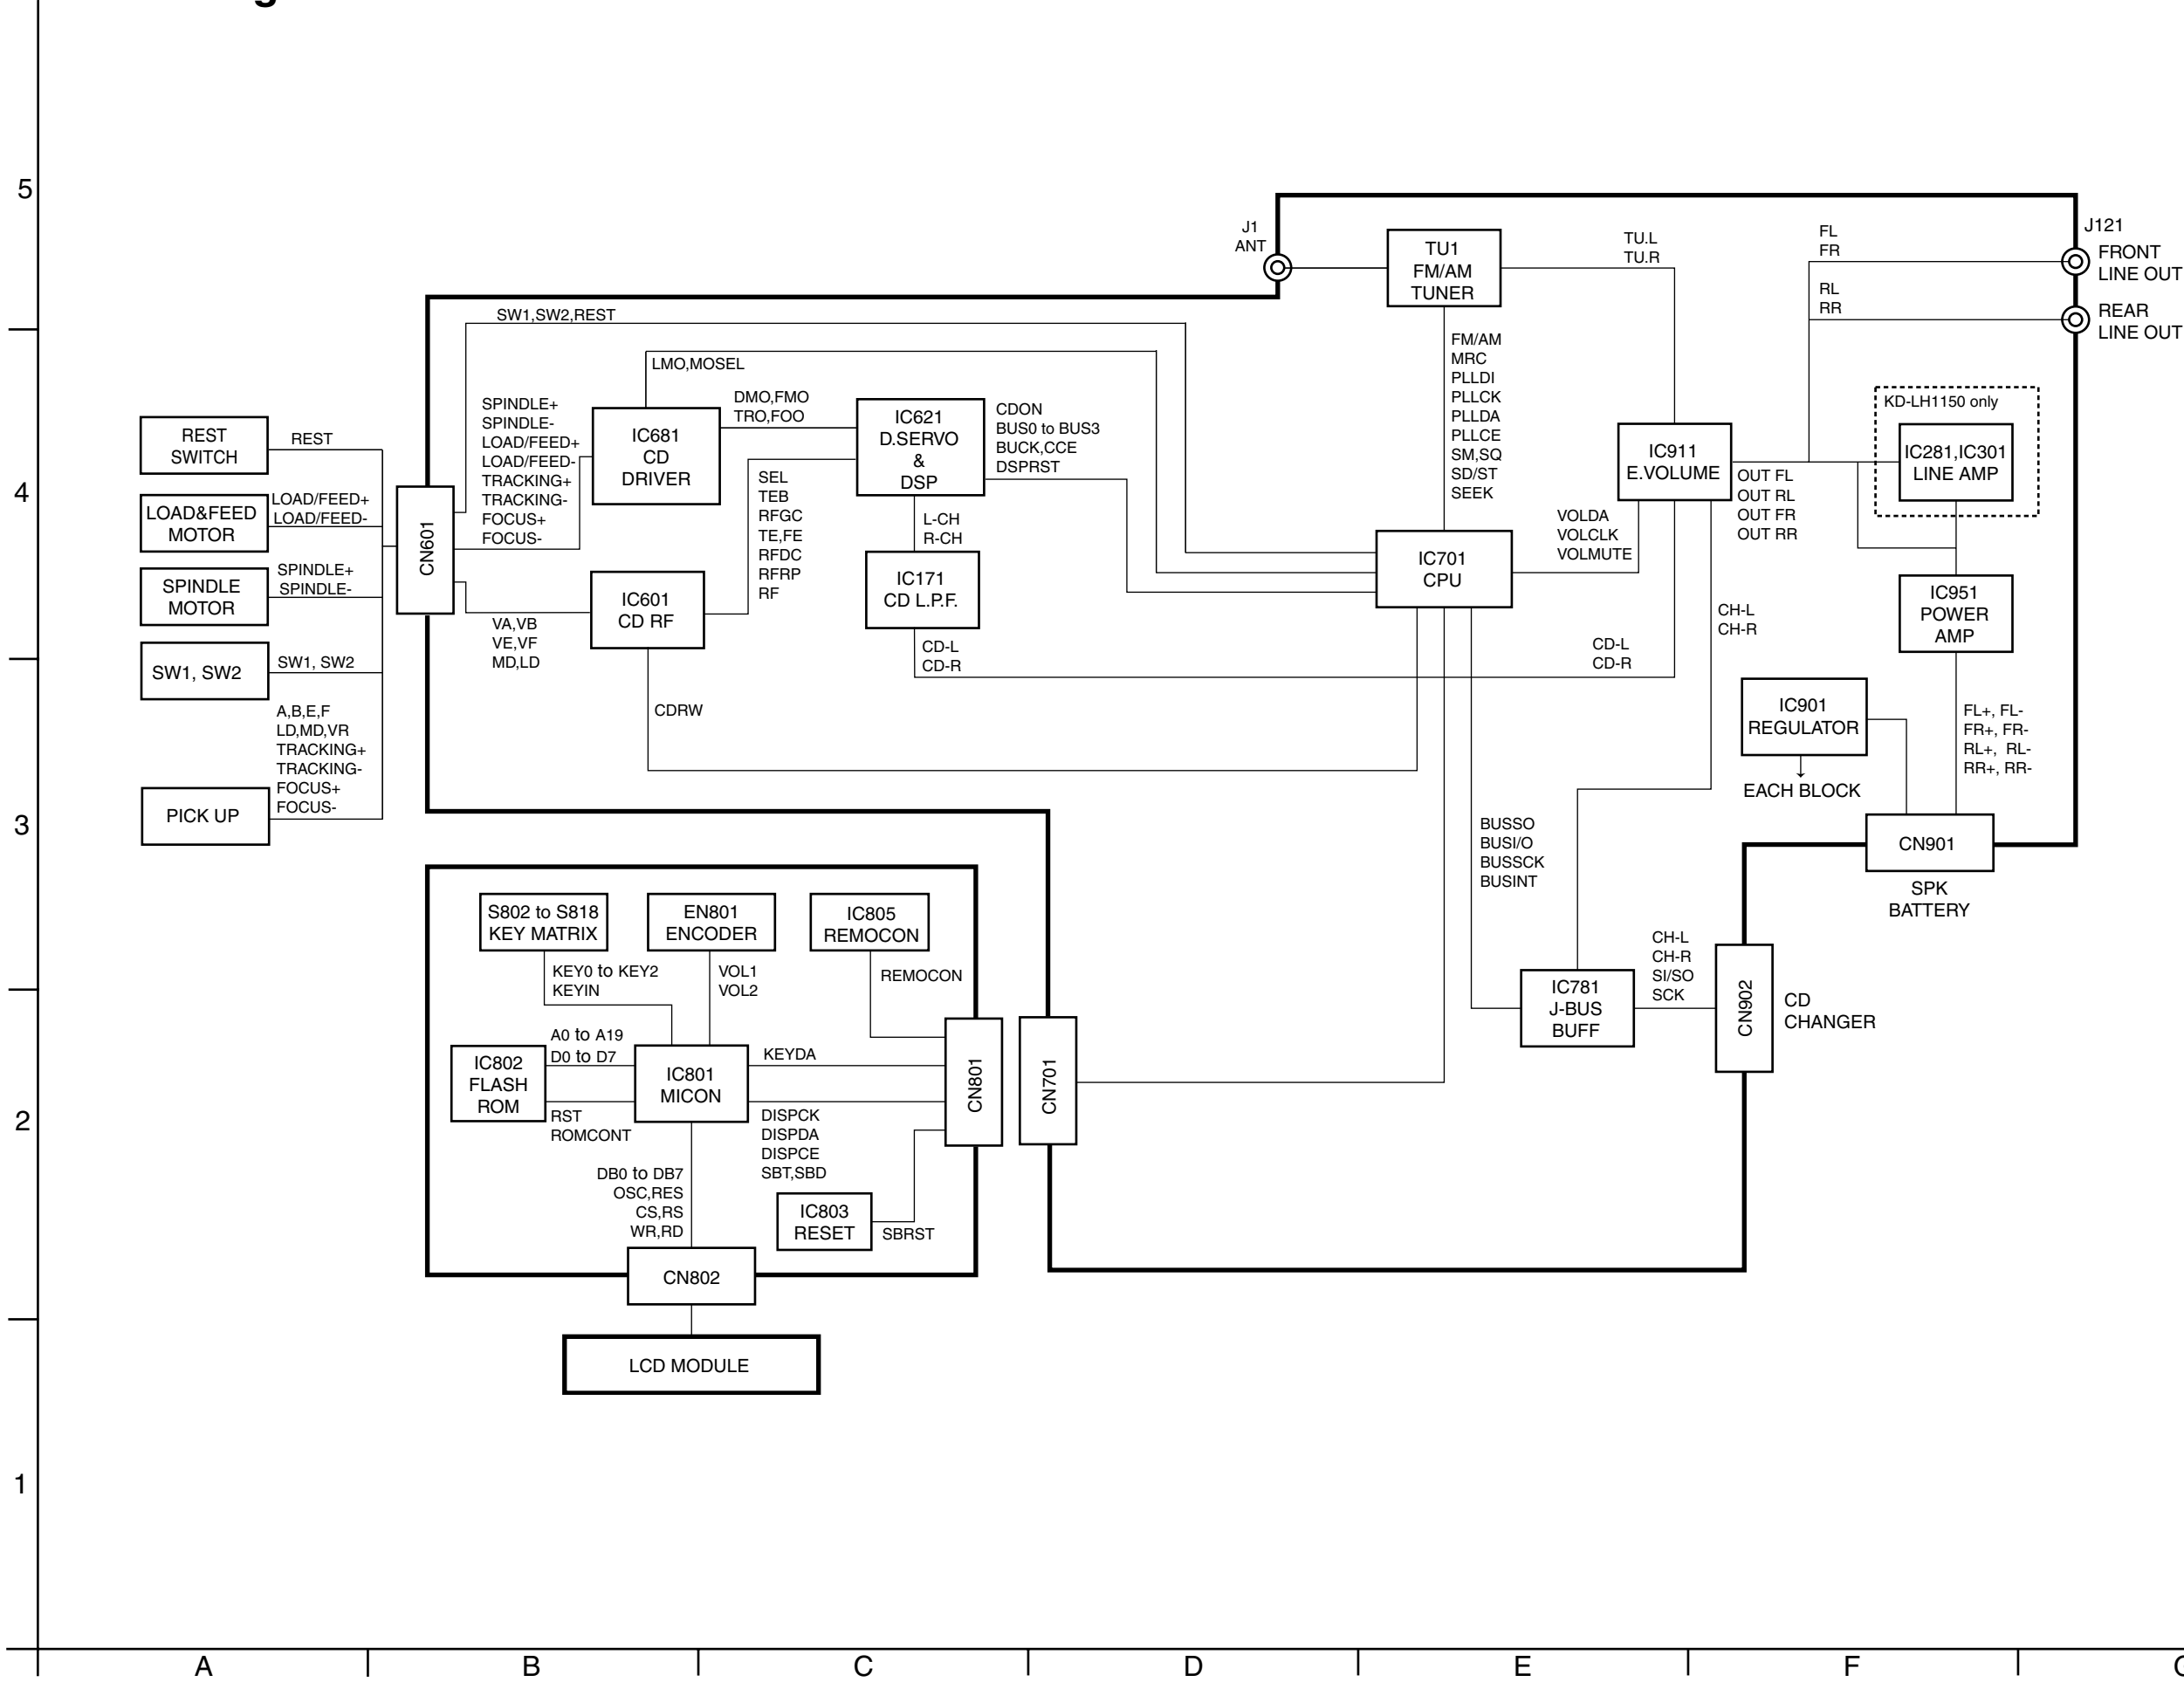 g
5
4
3
2
1
A
B
C
D
E
F
J1
ANT
TU1
FM/AM
TUNER
TU.L
TU.R
FL
FR
RL
RR
J121
FRONT
LINE OUT
REAR
LINE OUT
SW1,SW2,REST
LMO,MOSEL
SPINDLE+
SPINDLE-
LOAD/FEED+
LOAD/FEED-
TRACKING+
TRACKING-
FOCUS+
FOCUS-
IC681
CD
DRIVER
DMO,FMO
TRO,FOO
IC621
D.SERVO
&
DSP
CDON
BUS0 to BUS3
BUCK,CCE
DSPRST
FM/AM
MRC
PLLDI
PLLCK
PLLDA
PLLCE
SM,SQ
SD/ST
SEEK
IC911
E.VOLUME
KD-LH1150 only
IC281,IC301
LINE AMP
OUT FL
OUT RL
OUT FR
OUT RR
REST
SWITCH
REST
LOAD&FEED
MOTOR
LOAD/FEED+
LOAD/FEED-
SPINDLE
MOTOR
SPINDLE+
SPINDLE-
SW1, SW2
SW1, SW2
A,B,E,F
LD,MD,VR
TRACKING+
TRACKING-
FOCUS+
FOCUS-
PICK UP
CN601
VA,VB
VE,VF
MD,LD
IC601
CD RF
SEL
TEB
RFGC
TE,FE
RFDC
RFRP
RF
L-CH
R-CH
IC171
CD L.P.F.
CD-L
CD-R
CDRW
IC701
CPU
VOLDA
VOLCLK
VOLMUTE
CD-L
CD-R
CH-L
CH-R
IC951
POWER
AMP
IC901
REGULATOR
EACH BLOCK
FL+, FL-
FR+, FR-
RL+, RL-
RR+, RR-
CN901
SPK
BATTERY
BUSSO
BUSI/O
BUSSCK
BUSINT
IC781
J-BUS
BUFF
CH-L
CH-R
SI/SO
SCK
CN902
CD
CHANGER
S802 to S818
KEY MATRIX
EN801
ENCODER
IC805
REMOCON
KEY0 to KEY2
KEYIN
VOL1
VOL2
REMOCON
A0 to A19
D0 to D7
IC802
FLASH
ROM
RST
ROMCONT
IC801
MICON
KEYDA
DISPCK
DISPDA
DISPCE
SBT,SBD
CN801
CN701
DB0 to DB7
OSC,RES
CS,RS
WR,RD
IC803
RESET
SBRST
CN802
LCD MODULE